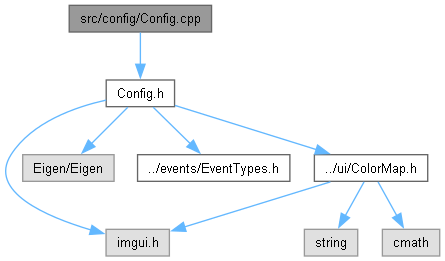 src/config/Config.cpp
Config.h
Eigen/Eigen
../events/EventTypes.h
../ui/ColorMap.h
imgui.h
string
cmath